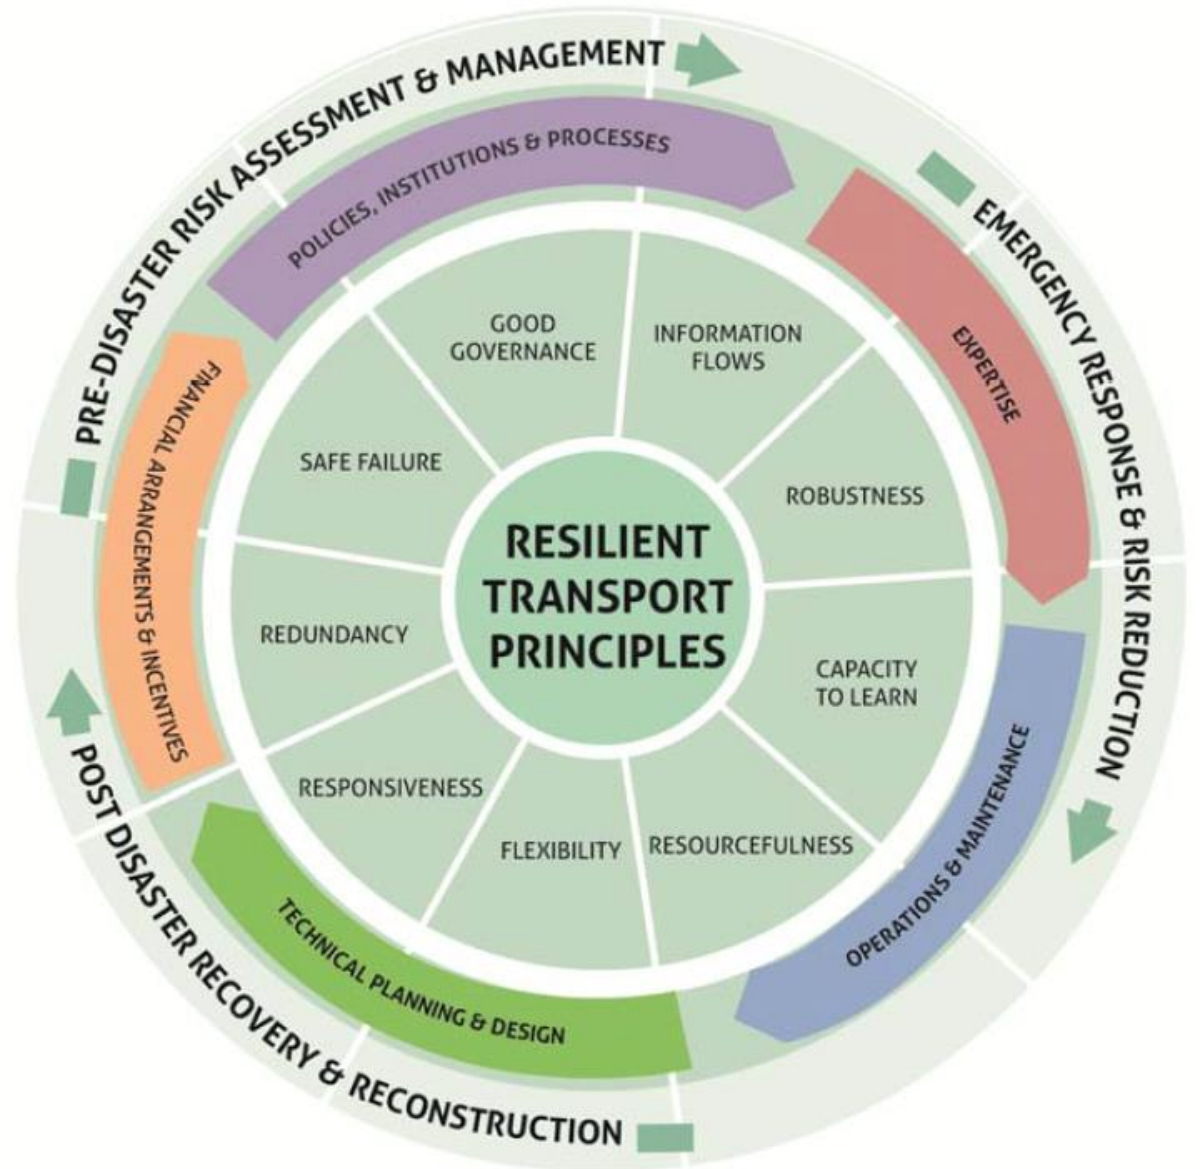 PRE-DISASTER RISK ASSESSMENT & MANAGEMENT
EMERGENCY RESPONSE & RISK REDUCTION
POST DISASTER RECOVERY & RECONSTRUCTION
POLICIES, INSTITUTIONS & PROCESSES
EXPERTISE
OPERATIONS & MAINTENANCE
TECHNICAL PLANNING & DESIGN
FINANCIAL ARRANGEMENTS & INCENTIVES
GOOD
GOVERNANCE
INFORMATION
FLOWS
ROBUSTNESS
CAPACITY
TO LEARN
RESOURCEFULNESS
FLEXIBILITY
RESPONSIVENESS
REDUNDANCY
SAFE FAILURE
RESILIENT
TRANSPORT
PRINCIPLES